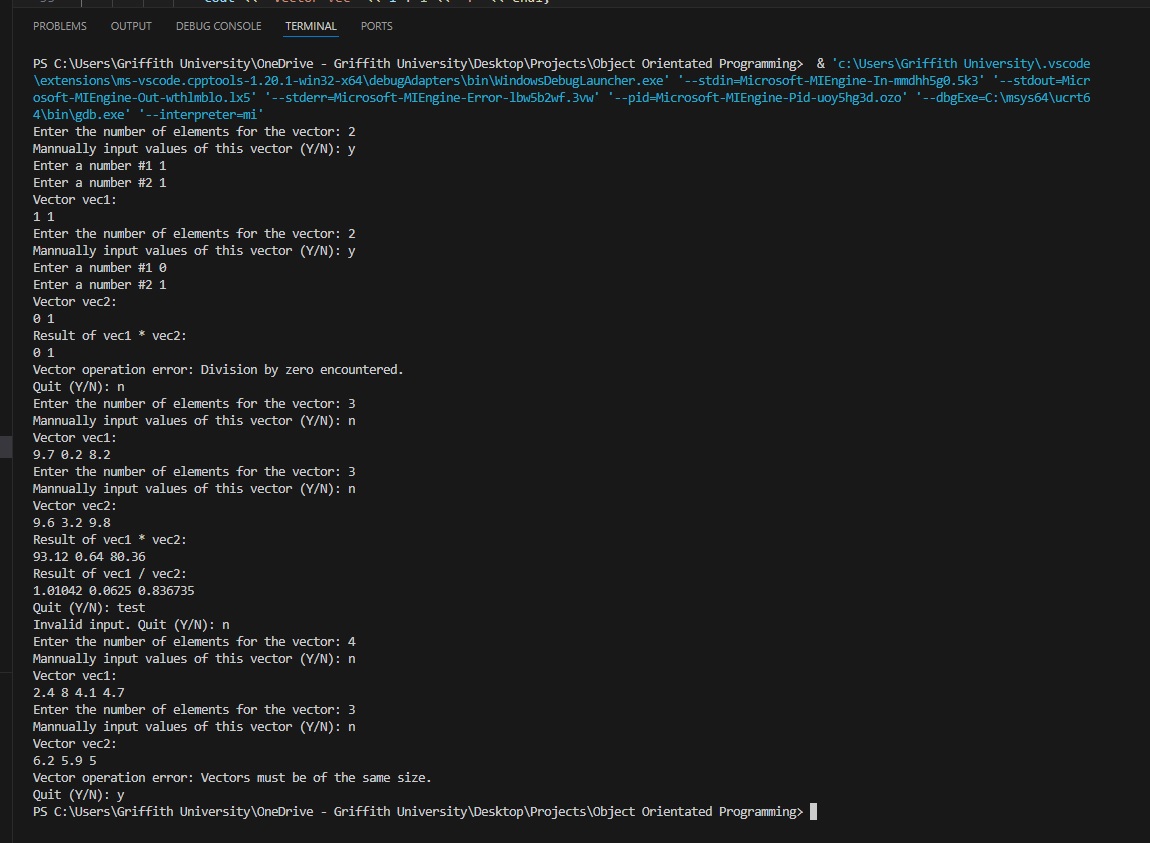 PROBLEMS OUTPUT DEBUG CONSOLE TERMINAL PORTS
PS C:\Users\Griffith University\OneDrive - Griffith University\Desktop\Projects\Object Orientated Programming>  & 'c:\Users\Griffith University\.vscode
\extensions\ms-vscode.cpptools-1.20.1-win32-x64\debugAdapters\bin\WindowsDebugLauncher.exe' '--stdin=Microsoft-MIEngine-In-mmdhh5g0.5k3' '--stdout=Micr
osoft-MIEngine-Out-wthlmblo.lx5' '--stderr=Microsoft-MIEngine-Error-lbw5b2wf.3vw' '--pid=Microsoft-MIEngine-Pid-uoy5hg3d.ozo' '--dbgExe=C:\msys64\ucrt6
4\bin\gdb.exe' '--interpreter=mi'
Enter the number of elements for the vector: 2
Mannually input values of this vector (Y/N): y
Enter a number #1 1
Enter a number #2 1
Vector vec1:
1 1
Enter the number of elements for the vector: 2
Mannually input values of this vector (Y/N): y
Enter a number #1 0
Enter a number #2 1
Vector vec2:
0 1
Result of vec1 * vec2:
0 1
Vector operation error: Division by zero encountered.
Quit (Y/N): n
Enter the number of elements for the vector: 3
Mannually input values of this vector (Y/N): n
Vector vec1:
9.7 0.2 8.2
Enter the number of elements for the vector: 3
Mannually input values of this vector (Y/N): n
Vector vec2:
9.6 3.2 9.8
Result of vec1 * vec2:
93.12 0.64 80.36
Result of vec1 / vec2:
1.01042 0.0625 0.836735
Quit (Y/N): test
Invalid input. Quit (Y/N): n
Enter the number of elements for the vector: 4
Mannually input values of this vector (Y/N): n
Vector vec1:
2.4 8 4.1 4.7
Enter the number of elements for the vector: 3
Mannually input values of this vector (Y/N): n
Vector vec2:
6.2 5.9 5
Vector operation error: Vectors must be of the same size.
Quit (Y/N): y
PS C:\Users\Griffith University\OneDrive - Griffith University\Desktop\Projects\Object Orientated Programming>